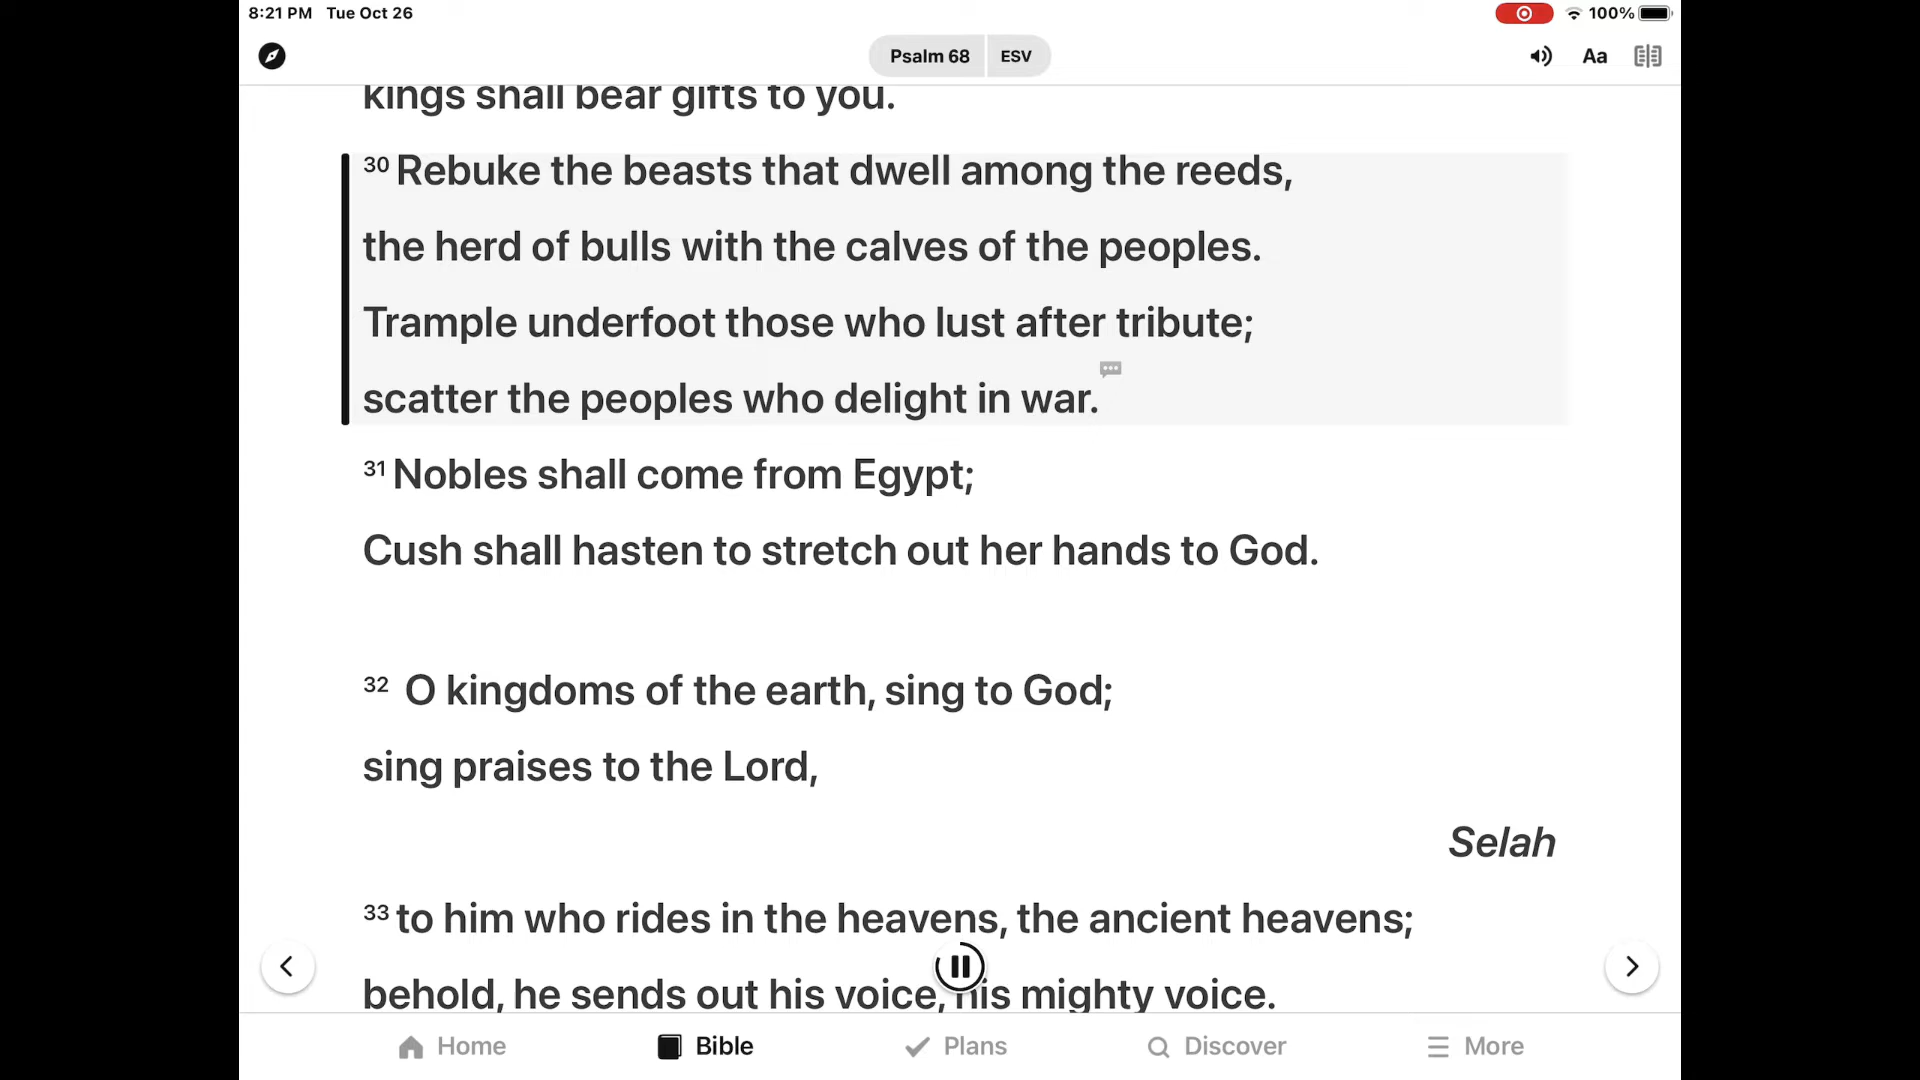 8:21 PM Tue Oct 26
100%
Psalm 68 ESV
Aa
kings shall bear gifts to you.
30 Rebuke the beasts that dwell among the reeds,
the herd of bulls with the calves of the peoples.
Trample underfoot those who lust after tribute;
scatter the peoples who delight in war.
31 Nobles shall come from Egypt;
Cush shall hasten to stretch out her hands to God.
32 O kingdoms of the earth, sing to God;
sing praises to the Lord,
Selah
33 to him who rides in the heavens, the ancient heavens;
behold, he sends out his voice, his mighty voice.
Home Bible Plans Discover More